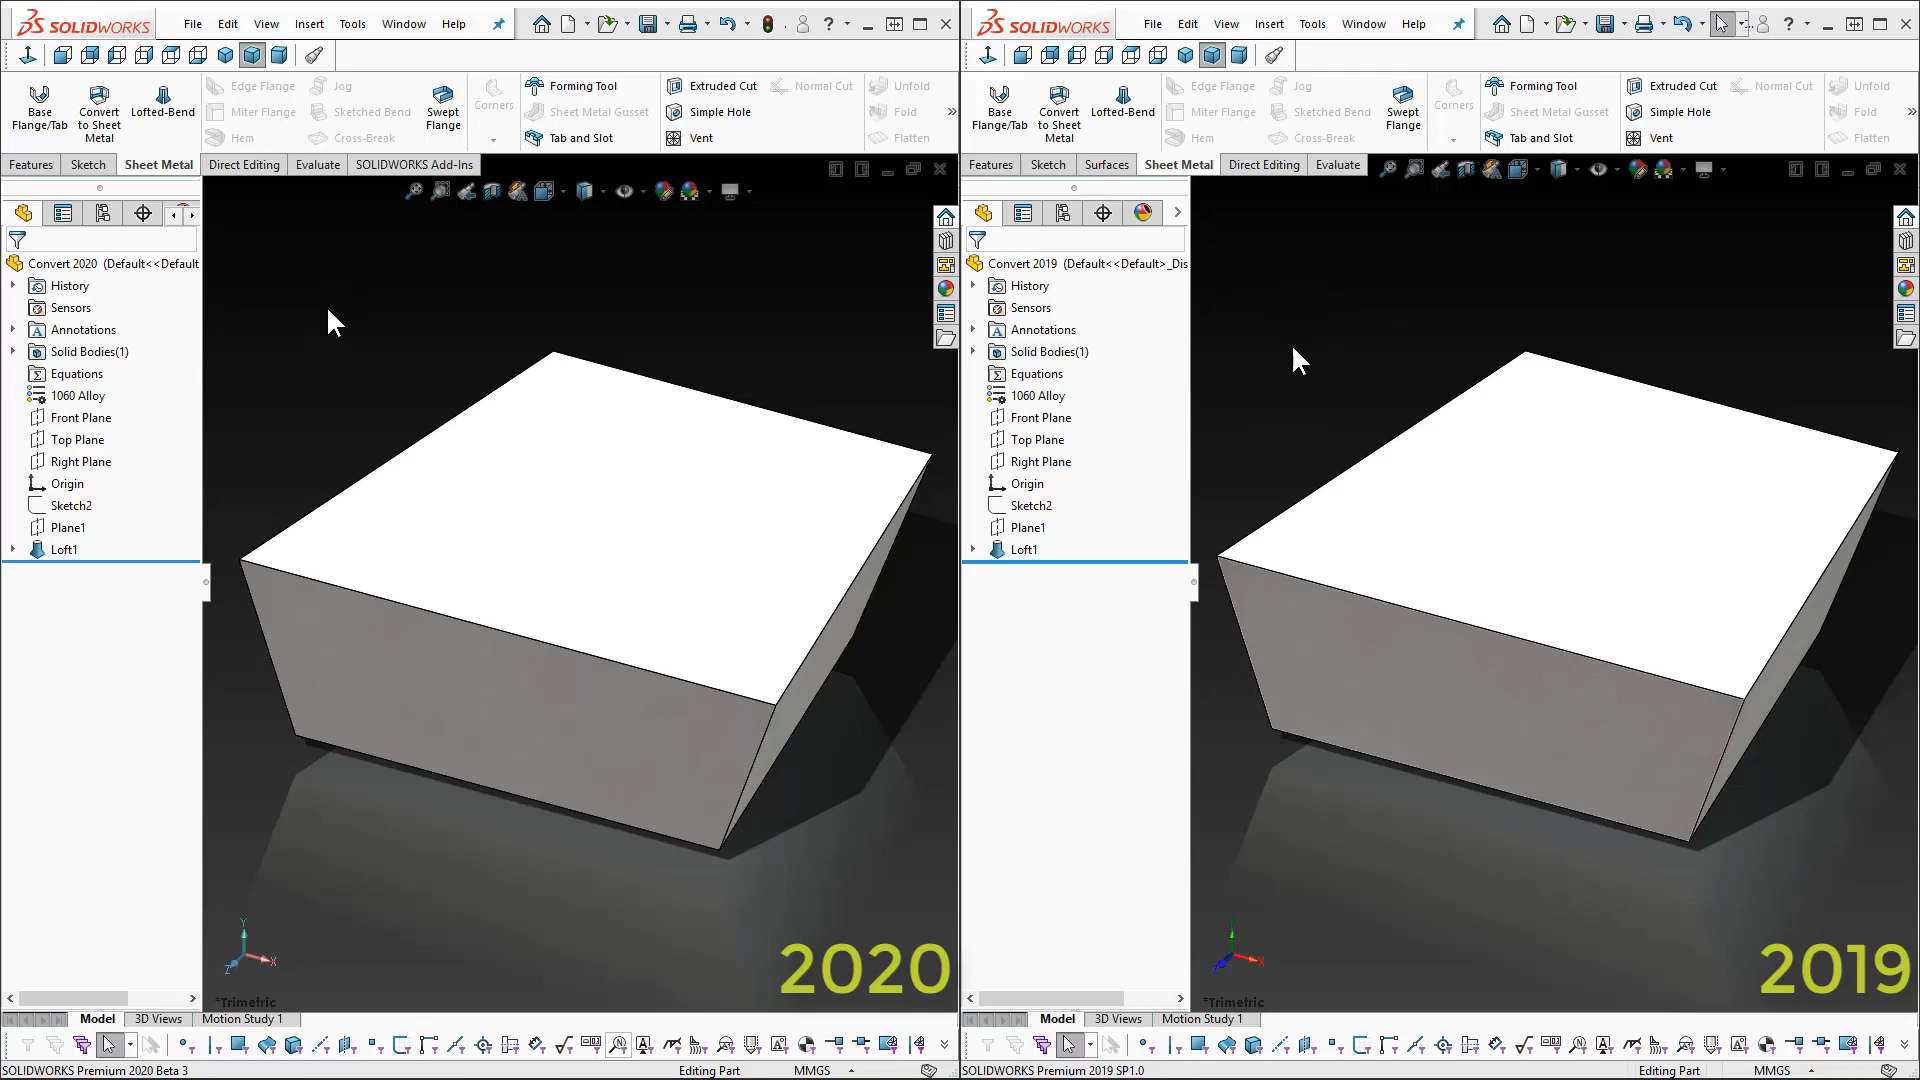 SOLIDWORKS File Edit View Insert Tools Window Help
Base Flange/Tab
Convert to Sheet Metal
Lofted-Bend
Edge Flange
Miter Flange
Hem
Jog
Sketched Bend
Cross-Break
Swept Flange
Corners
Forming Tool
Sheet Metal Gusset
Tab and Slot
Extruded Cut
Simple Hole
Vent
Normal Cut
Unfold
Fold
Flatten
Features Sketch Sheet Metal Direct Editing Evaluate SOLIDWORKS Add-Ins
Convert 2020 (Default<<Default
History
Sensors
Annotations
Solid Bodies(1)
Equations
1060 Alloy
Front Plane
Top Plane
Right Plane
Origin
Sketch2
Plane1
Loft1
Y
Z
X
*Trimetric
2020
Model 3D Views Motion Study 1
SOLIDWORKS Premium 2020 Beta 3 Editing Part MMGS
SOLIDWORKS File Edit View Insert Tools Window Help
Base Flange/Tab
Convert to Sheet Metal
Lofted-Bend
Edge Flange
Miter Flange
Hem
Jog
Sketched Bend
Cross-Break
Swept Flange
Corners
Forming Tool
Sheet Metal Gusset
Tab and Slot
Extruded Cut
Simple Hole
Vent
Normal Cut
Unfold
Fold
Flatten
Features Sketch Surfaces Sheet Metal Direct Editing Evaluate
Convert 2019 (Default<<Default>_Dis
History
Sensors
Annotations
Solid Bodies(1)
Equations
1060 Alloy
Front Plane
Top Plane
Right Plane
Origin
Sketch2
Plane1
Loft1
Z
X
*Trimetric
2019
Model 3D Views Motion Study 1
SOLIDWORKS Premium 2019 SP1.0 Editing Part MMGS